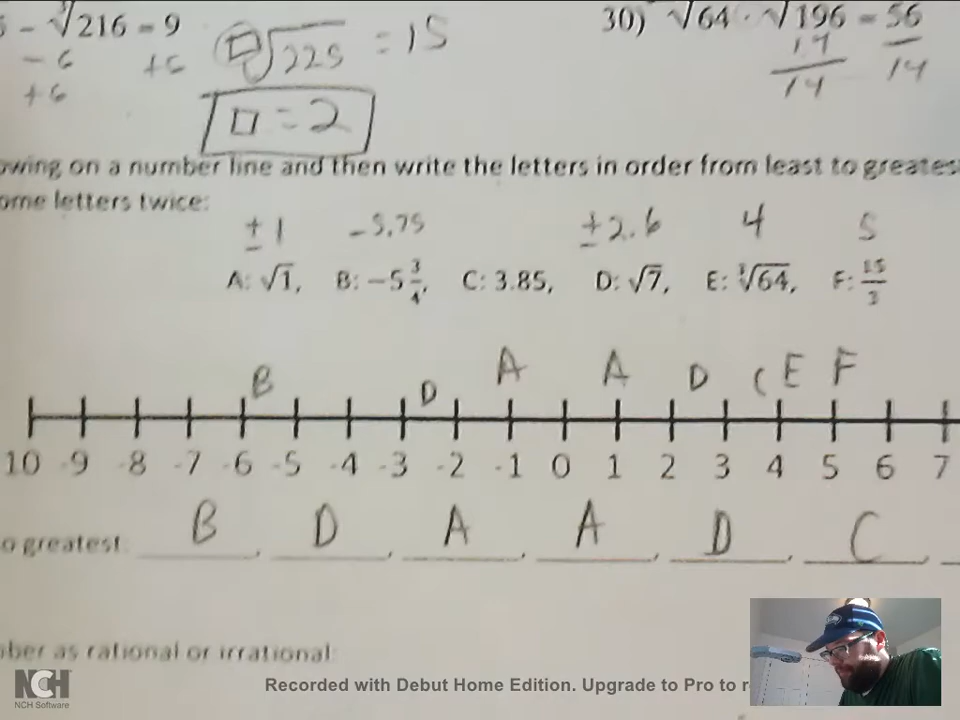 - ∛216 = 9 □√225 = 15 30) √64 · √196 = 56
- 6 + 6 14/14 14
+ 6 □ = 2
owing on a number line and then write the letters in order from least to greatest
ome letters twice:
± 1 -5.75 ± 2.6 4 5
A: √1, B: -5 3/4, C: 3.85, D: √7, E: ∛64, F: 15/3
B D A A D C E F
10 -9 -8 -7 -6 -5 -4 -3 -2 -1 0 1 2 3 4 5 6 7
o greatest: B, D, A, A, D, C,
ber as rational or irrational:
NCH Recorded with Debut Home Edition. Upgrade to Pro to r
NCH Software